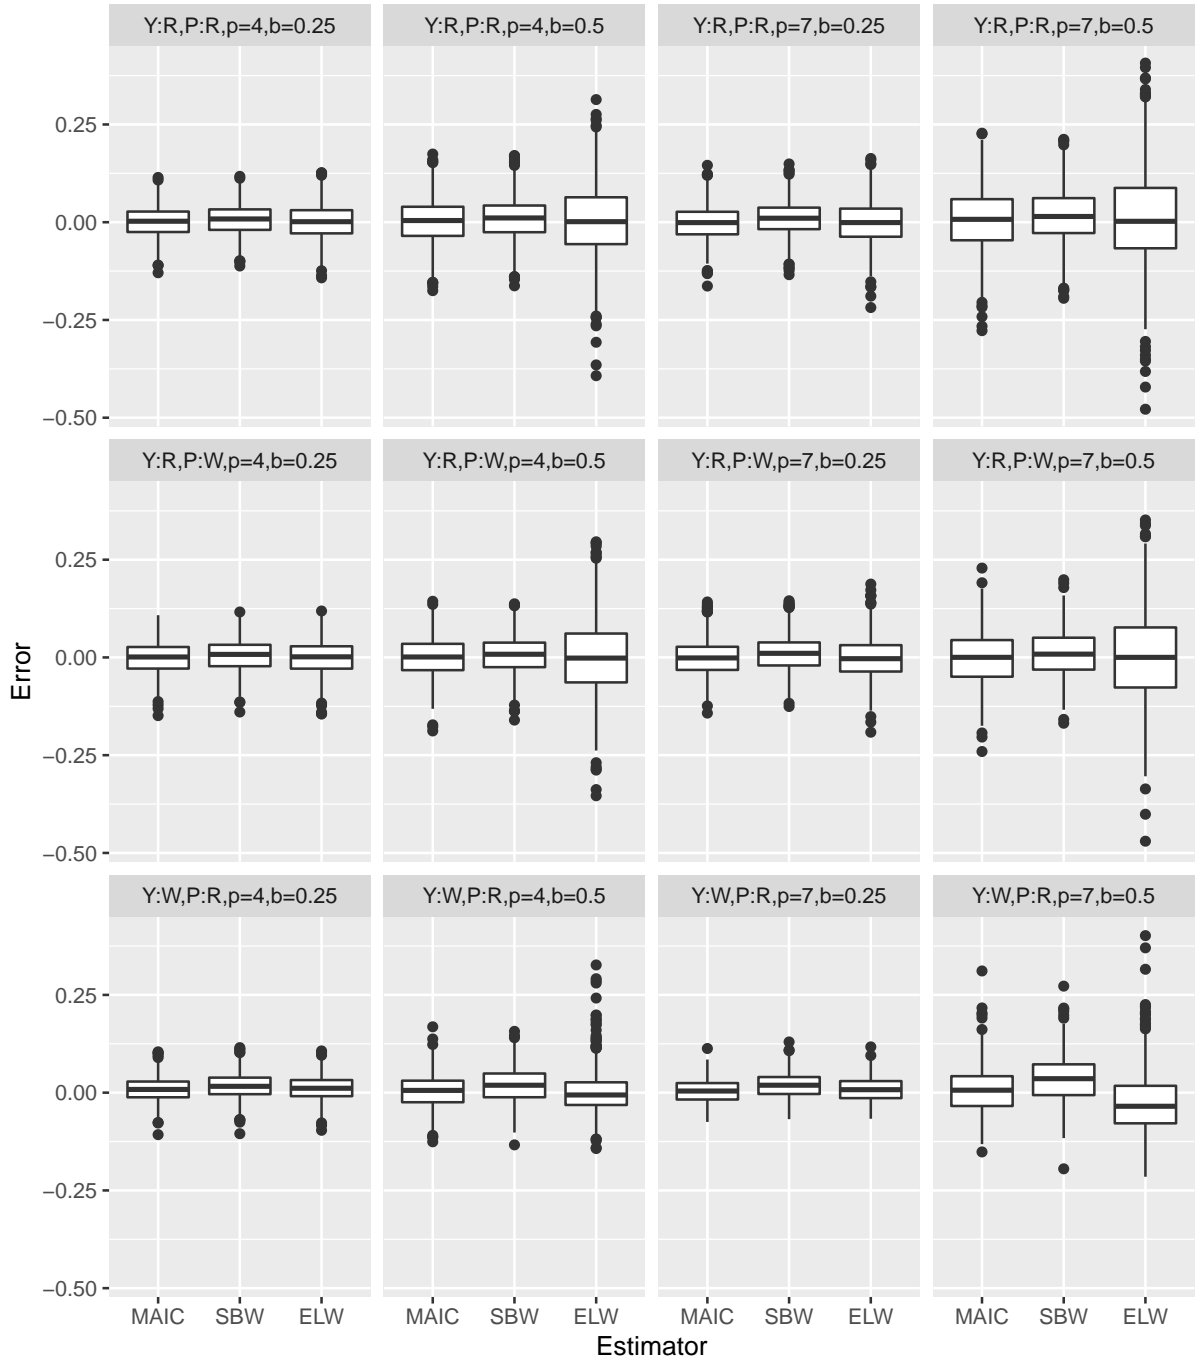 Y:R,P:R,p=4,b=0.25 Y:R,P:R,p=4,b=0.5 Y:R,P:R,p=7,b=0.25 Y:R,P:R,p=7,b=0.5
0.25
0.00
−0.25
−0.50
Y:R,P:W,p=4,b=0.25 Y:R,P:W,p=4,b=0.5 Y:R,P:W,p=7,b=0.25 Y:R,P:W,p=7,b=0.5
0.25
0.00
−0.25
−0.50
Error
Y:W,P:R,p=4,b=0.25 Y:W,P:R,p=4,b=0.5 Y:W,P:R,p=7,b=0.25 Y:W,P:R,p=7,b=0.5
0.25
0.00
−0.25
−0.50
MAIC SBW ELW MAIC SBW ELW MAIC SBW ELW MAIC SBW ELW
Estimator